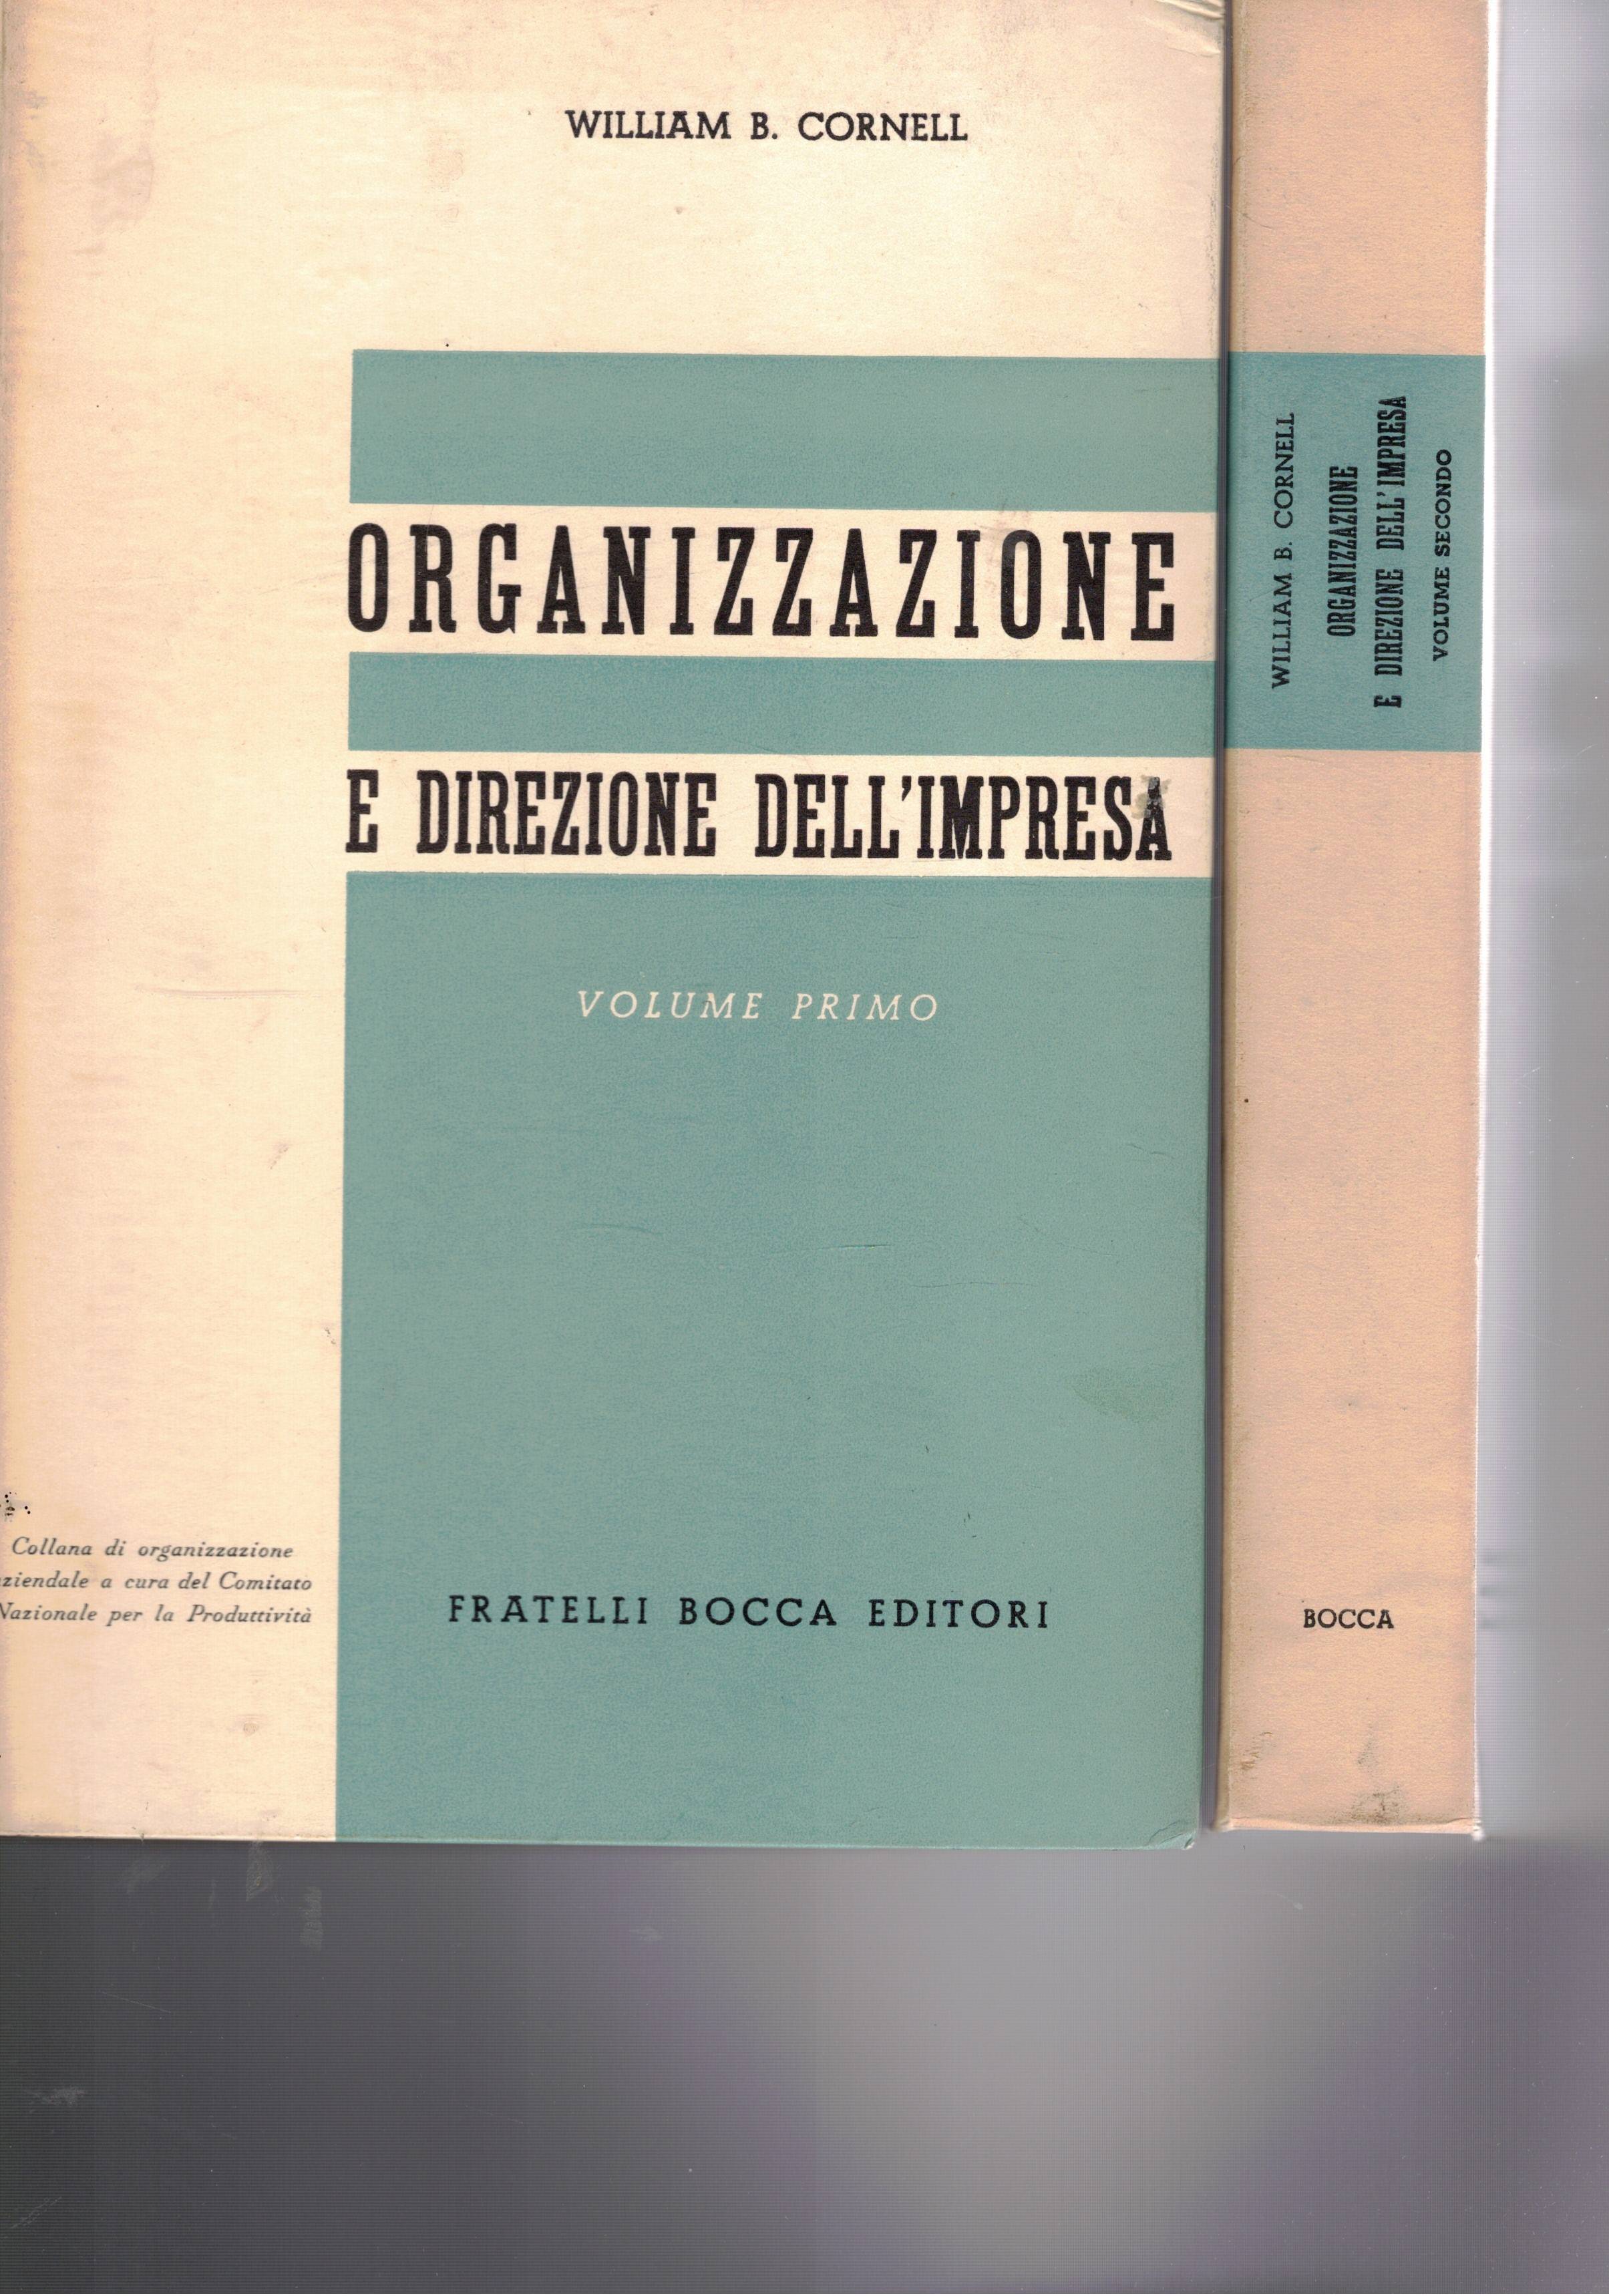 WILLIAM B. CORNELL
ORGANIZZAZIONE
E DIREZIONE DELL'IMPRESA
VOLUME PRIMO
Collana di organizzazione
ziendale a cura del Comitato
Nazionale per la Produttività
FRATELLI BOCCA EDITORI
WILLIAM B. CORNELL
ORGANIZZAZIONE
E DIREZIONE DELL'IMPRESA
VOLUME SECONDO
BOCCA